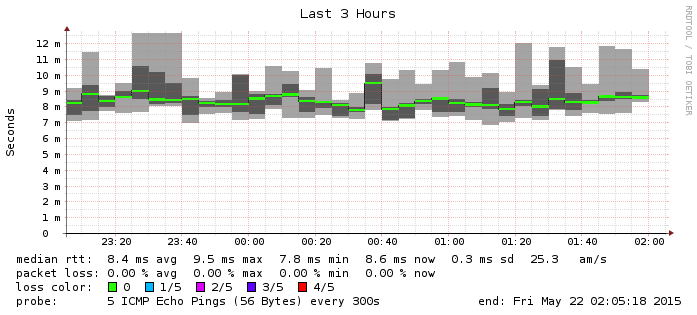 Last 3 Hours
RRDTOOL / TOBI OETIKER
Seconds
12 m
11 m
10 m
9 m
8 m
7 m
6 m
5 m
4 m
3 m
2 m
1 m
0
23:20 23:40 00:00 00:20 00:40 01:00 01:20 01:40 02:00
median rtt: 8.4 ms avg 9.5 ms max 7.8 ms min 8.6 ms now 0.3 ms sd 25.3 am/s
packet loss: 0.00 % avg 0.00 % max 0.00 % min 0.00 % now
loss color: 0 1/5 2/5 3/5 4/5
probe: 5 ICMP Echo Pings (56 Bytes) every 300s end: Fri May 22 02:05:18 2015